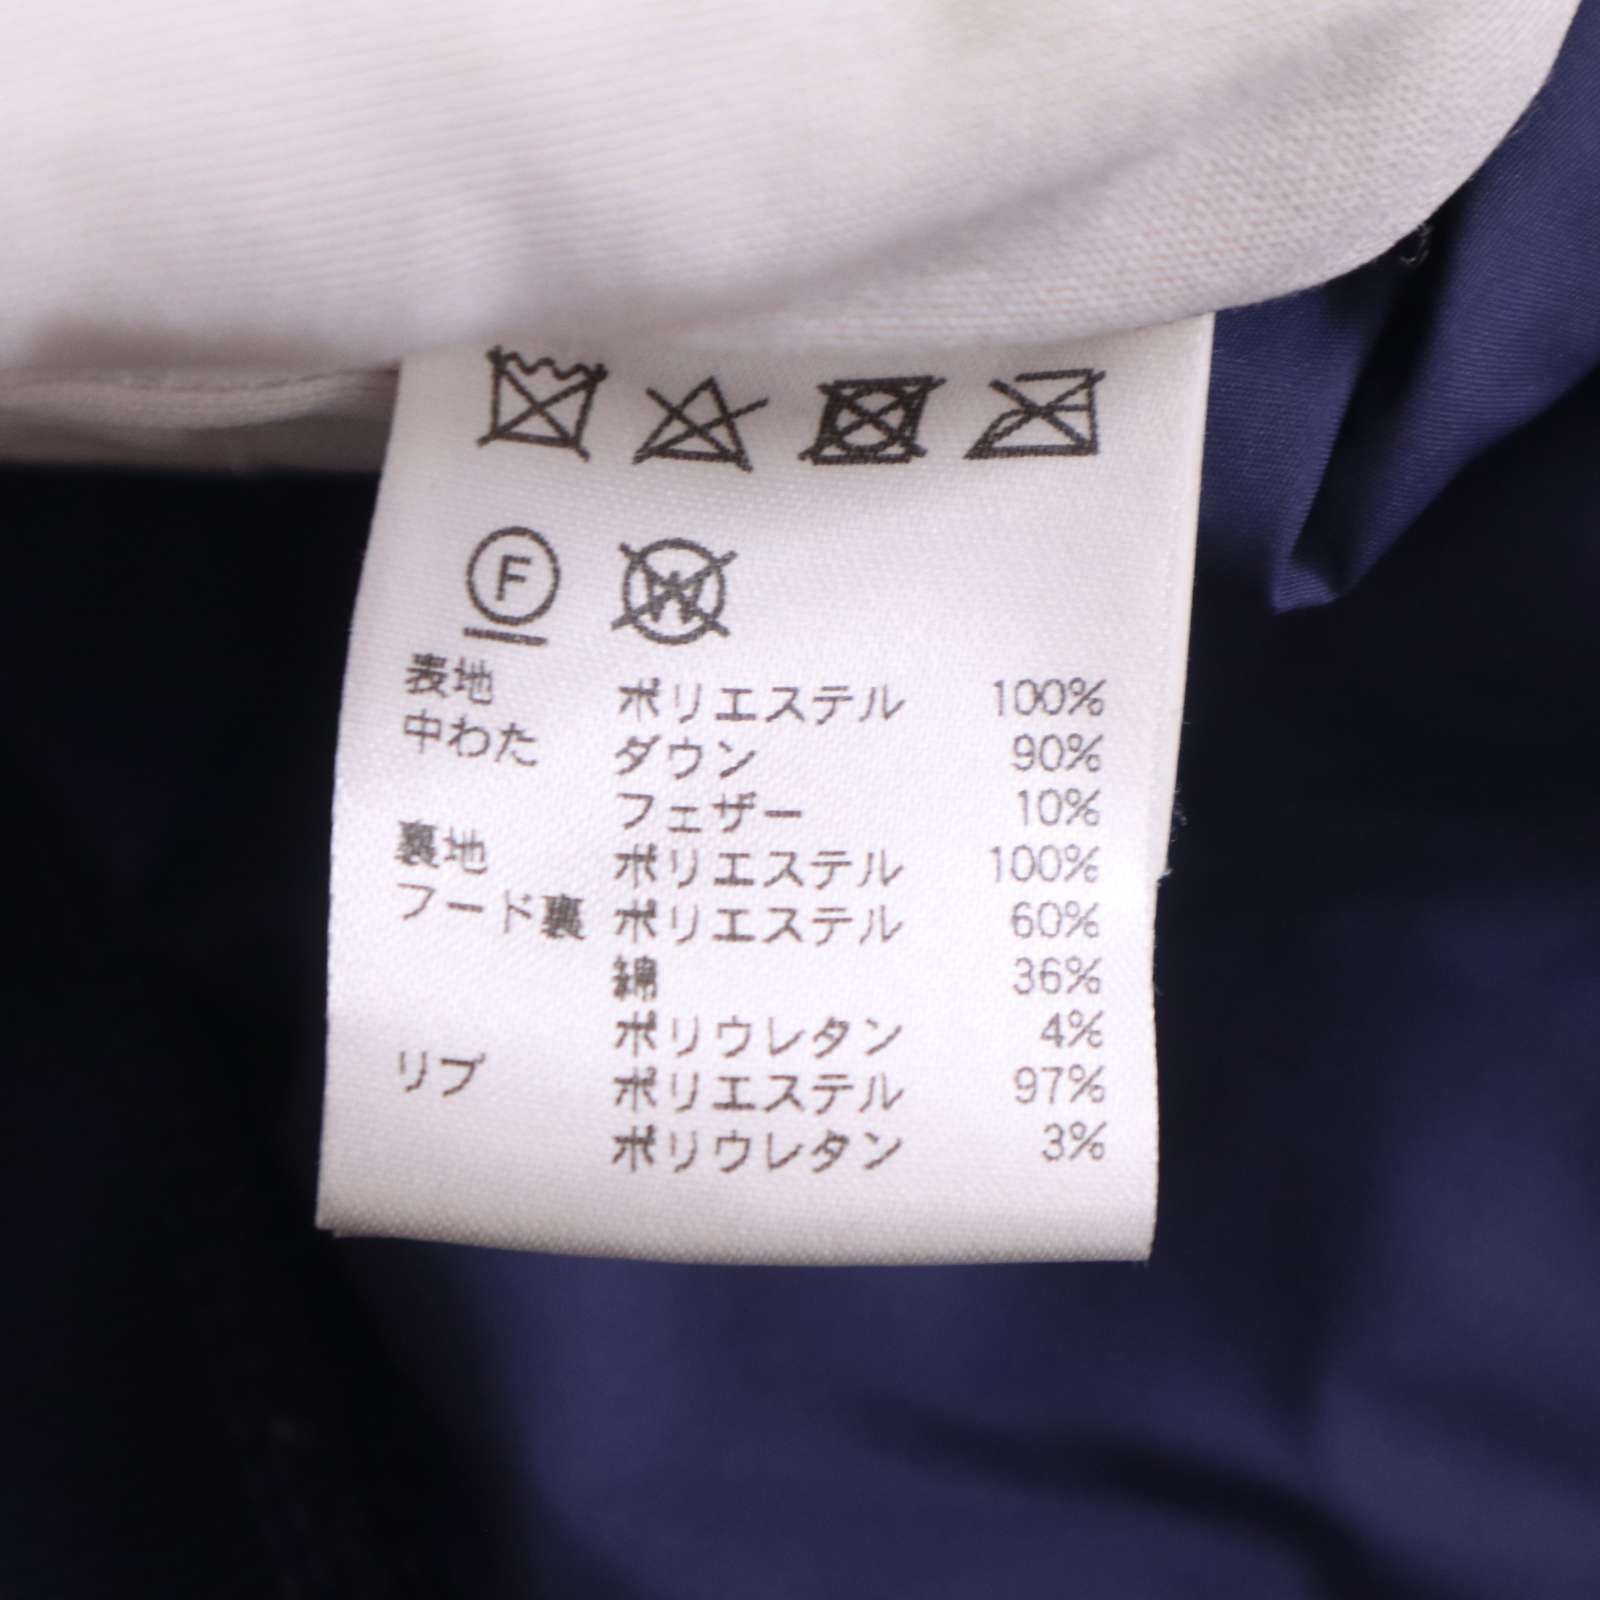 F W
表地 ポリエステル 100%
中わた ダウン 90%
フェザー 10%
裏地 ポリエステル 100%
フード裏 ポリエステル 60%
綿 36%
ポリウレタン 4%
リブ ポリエステル 97%
ポリウレタン 3%